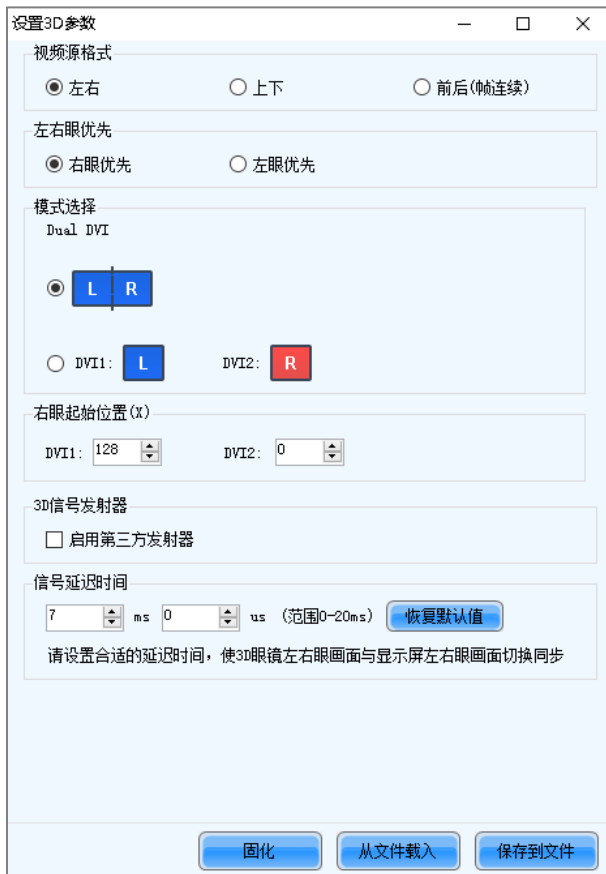 设置3D参数
视频源格式
左右 上下 前后(帧连续)
左右眼优先
右眼优先 左眼优先
模式选择
Dual DVI
L R
DVI1: L DVI2: R
右眼起始位置(X)
DVI1: 128 DVI2: 0
3D信号发射器
启用第三方发射器
信号延迟时间
7 ms 0 us (范围0-20ms) 恢复默认值
请设置合适的延迟时间，使3D眼镜左右眼画面与显示屏左右眼画面切换同步
固化 从文件载入 保存到文件